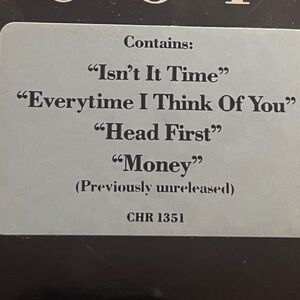 Contains:
“Isn't It Time”
“Everytime I Think Of You”
“Head First”
“Money”
(Previously unreleased)
CHR 1351